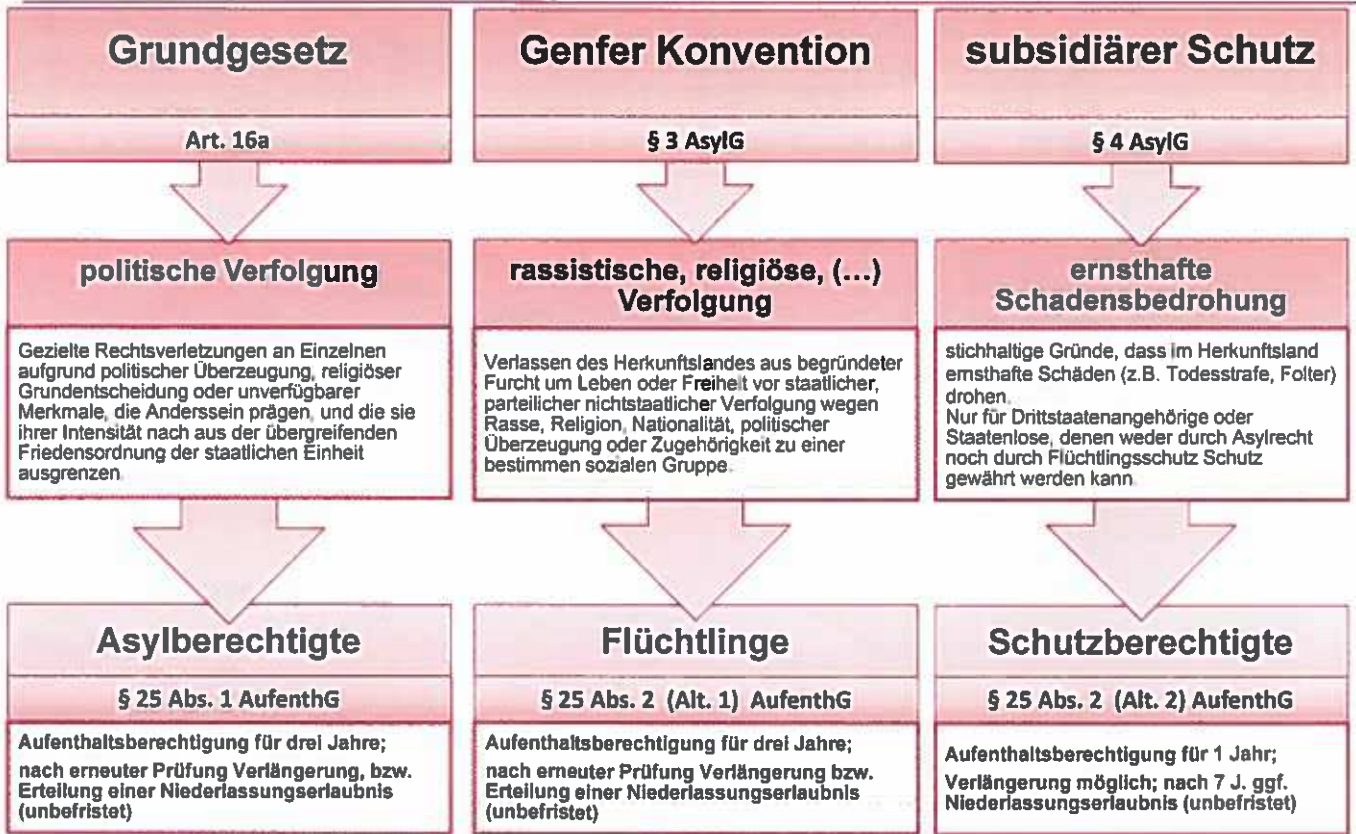 Grundgesetz
Art. 16a
politische Verfolgung
Gezielte Rechtsverletzungen an Einzelnen
aufgrund politischer Überzeugung, religiöser
Grundentscheidung oder unverfügbarer
Merkmale, die Anderssein prägen, und die sie
ihrer Intensität nach aus der übergreifenden
Friedensordnung der staatlichen Einheit
ausgrenzen.
Asylberechtigte
§ 25 Abs. 1 AufenthG
Aufenthaltsberechtigung für drei Jahre;
nach erneuter Prüfung Verlängerung, bzw.
Erteilung einer Niederlassungserlaubnis
(unbefristet)
Genfer Konvention
§ 3 AsylG
rassistische, religiöse, (...)
Verfolgung
Verlassen des Herkunftslandes aus begründeter
Furcht um Leben oder Freiheit vor staatlicher,
parteilicher nichtstaatlicher Verfolgung wegen
Rasse, Religion, Nationalität, politischer
Überzeugung oder Zugehörigkeit zu einer
bestimmen sozialen Gruppe.
Flüchtlinge
§ 25 Abs. 2 (Alt. 1) AufenthG
Aufenthaltsberechtigung für drei Jahre;
nach erneuter Prüfung Verlängerung bzw.
Erteilung einer Niederlassungserlaubnis
(unbefristet)
subsidiärer Schutz
§ 4 AsylG
ernsthafte
Schadensbedrohung
stichhaltige Gründe, dass im Herkunftsland
ernsthafte Schäden (z.B. Todesstrafe, Folter)
drohen.
Nur für Drittstaatenangehörige oder
Staatenlose, denen weder durch Asylrecht
noch durch Flüchtlingsschutz Schutz
gewährt werden kann.
Schutzberechtigte
§ 25 Abs. 2 (Alt. 2) AufenthG
Aufenthaltsberechtigung für 1 Jahr;
Verlängerung möglich; nach 7 J. ggf.
Niederlassungserlaubnis (unbefristet)